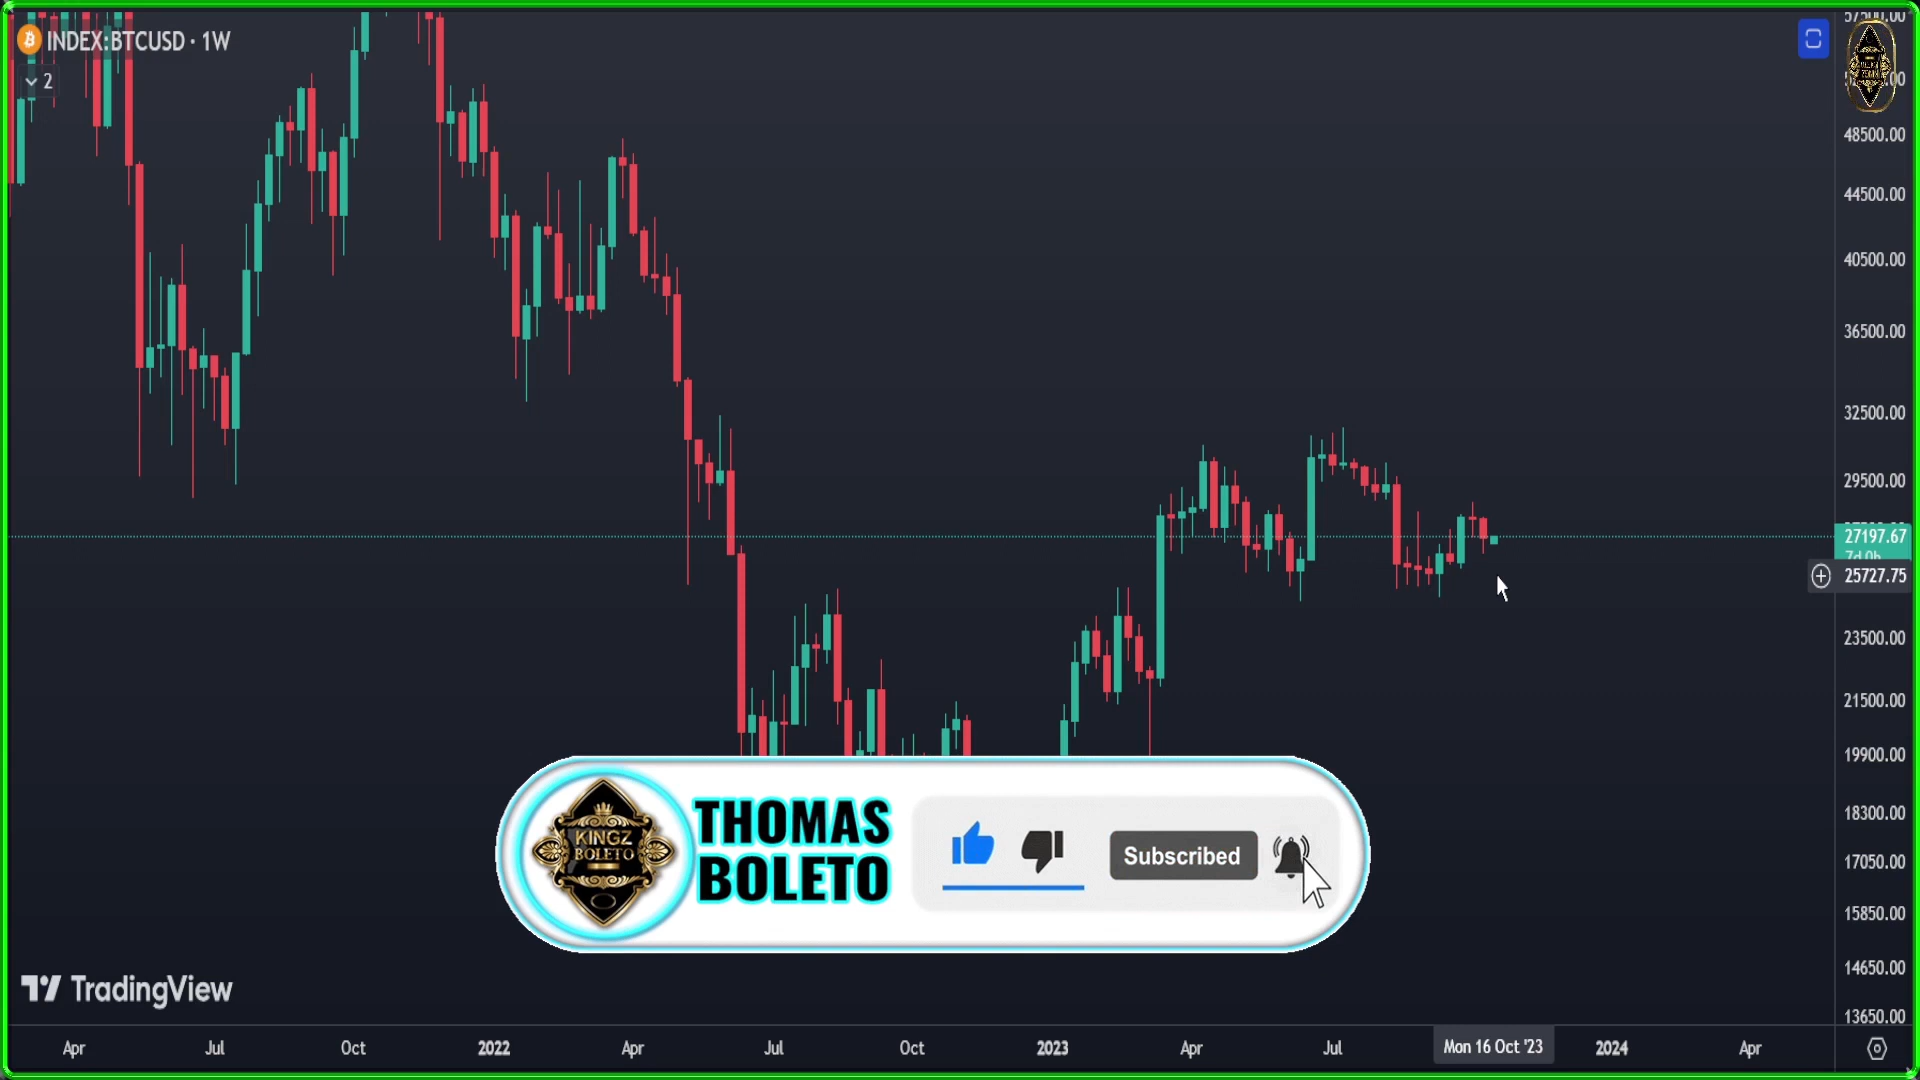 INDEX:BTCUSD · 1W
2
48500.00
44500.00
40500.00
36500.00
32500.00
29500.00
27197.67
7d 0h
25727.75
23500.00
21500.00
19900.00
18300.00
17050.00
15850.00
14650.00
13650.00
KINGZ
BOLETO
THOMAS
BOLETO
Subscribed
TradingView
Apr Jul Oct 2022 Apr Jul Oct 2023 Apr Jul Mon 16 Oct '23 2024 Apr